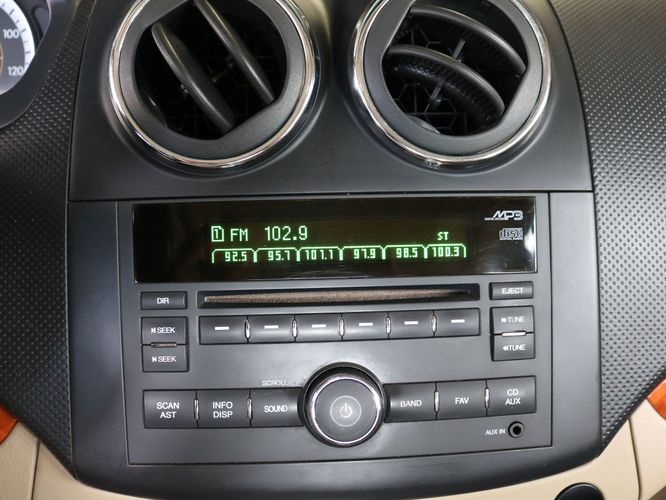 100
120
MP3
1 FM 102.9 ST
92.5 95.7 101.1 97.9 98.5 100.3
DIR
EJECT
SEEK
TUNE
SEEK
TUNE
SCROLL
SCAN AST
INFO DISP
SOUND
BAND
FAV
CD AUX
AUX IN